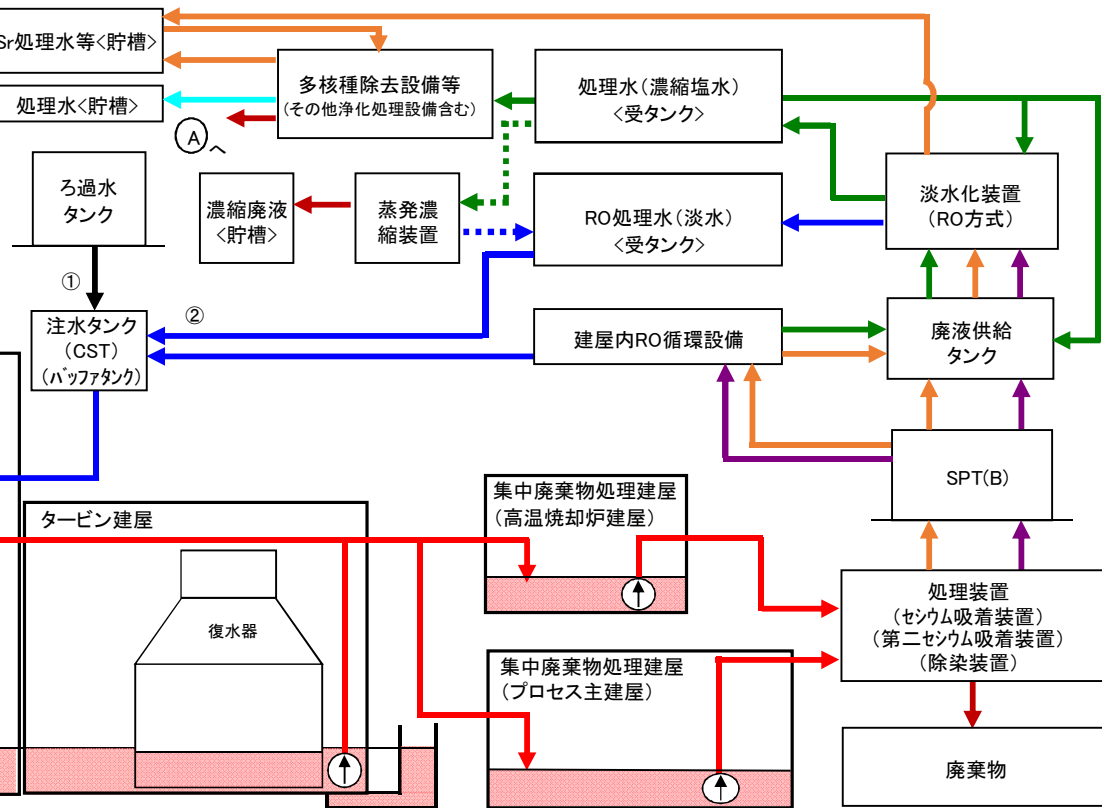 Sr処理水等<貯槽>
処理水<貯槽>
多核種除去設備等
(その他浄化処理設備含む)
処理水(濃縮塩水)
<受タンク>
Aへ
ろ過水
タンク
濃縮廃液
<貯槽>
蒸発濃
縮装置
RO処理水(淡水)
<受タンク>
淡水化装置
(RO方式)
①
②
注水タンク
(CST)
(バッファタンク)
建屋内RO循環設備
廃液供給
タンク
SPT(B)
タービン建屋
復水器
集中廃棄物処理建屋
(高温焼却炉建屋)
集中廃棄物処理建屋
(プロセス主建屋)
処理装置
(セシウム吸着装置)
(第二セシウム吸着装置)
(除染装置)
廃棄物